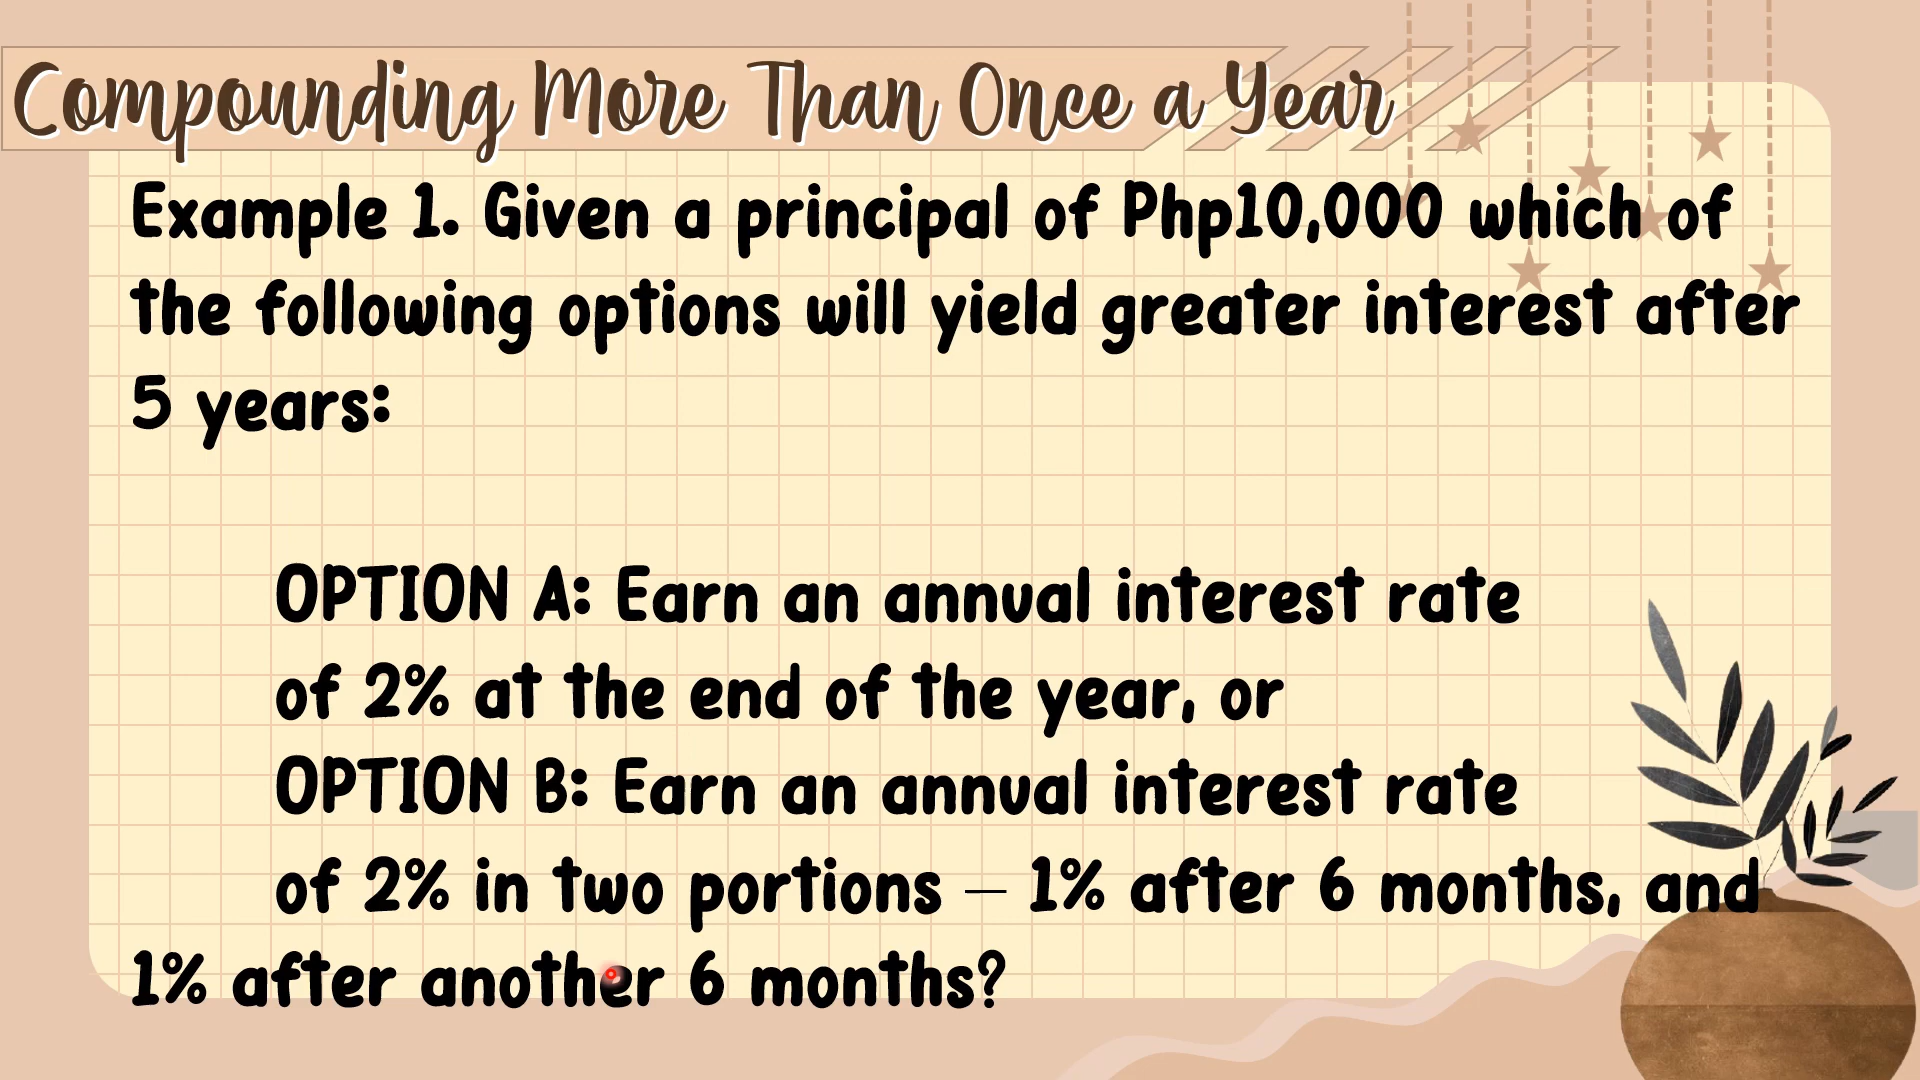 Compounding More Than Once a Year
Example 1. Given a principal of Php10,000 which of
the following options will yield greater interest after
5 years:
OPTION A: Earn an annual interest rate
of 2% at the end of the year, or
OPTION B: Earn an annual interest rate
of 2% in two portions – 1% after 6 months, and
1% after another 6 months?